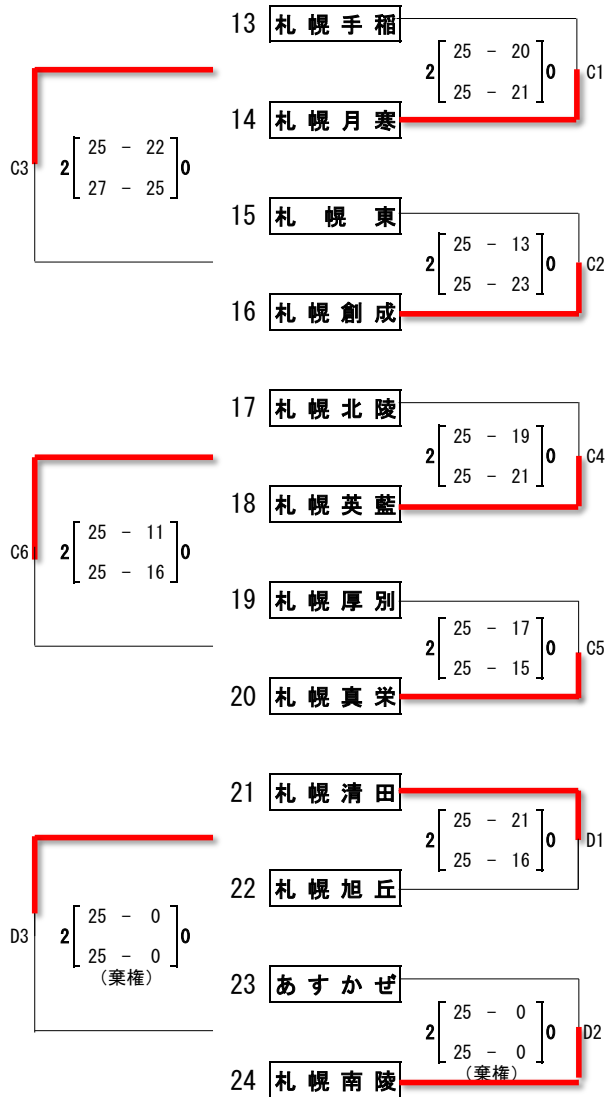 13 札幌手稲
2 25 － 20 0 C1
25 － 21
14 札幌月寒
C3 2 25 － 22 0
27 － 25
15 札幌東
2 25 － 13 0 C2
25 － 23
16 札幌創成
17 札幌北陵
2 25 － 19 0 C4
25 － 21
18 札幌英藍
C6 2 25 － 11 0
25 － 16
19 札幌厚別
2 25 － 17 0 C5
25 － 15
20 札幌真栄
21 札幌清田
2 25 － 21 0 D1
25 － 16
22 札幌旭丘
D3 2 25 － 0 0
25 － 0
（棄権）
23 あすかぜ
2 25 － 0 0 D2
25 － 0
（棄権）
24 札幌南陵